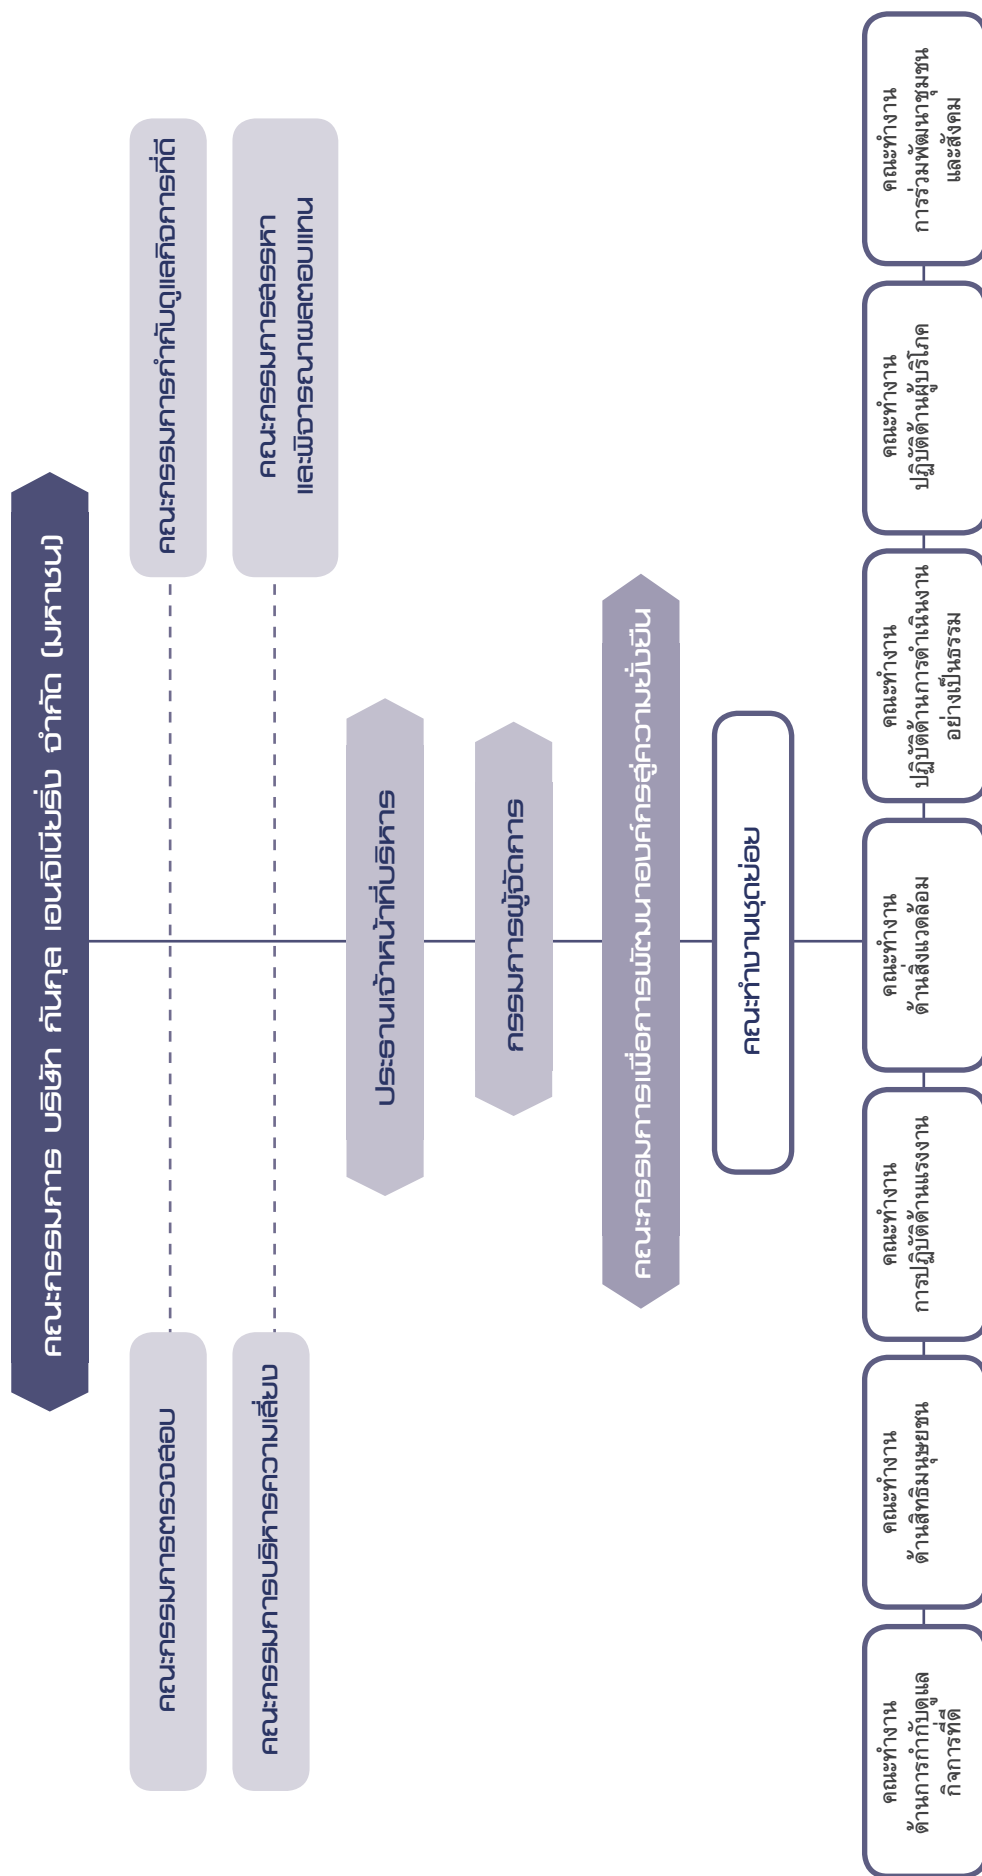 คณะกรรมการ บริษัท กันกุล เอนจิเนียริ่ง จำกัด (มหาชน)
คณะกรรมการตรวจสอบ
คณะกรรมการกำกับดูแลกิจการที่ดี
คณะกรรมการบริหารความเสี่ยง
คณะกรรมการสรรหา
และพิจารณาผลตอบแทน
ประธานเจ้าหน้าที่บริหาร
กรรมการผู้จัดการ
คณะกรรมการเพื่อการพัฒนาองค์กรสู่ความยั่งยืน
คณะทำงานชุดย่อย
คณะทำงาน
ด้านการกำกับดูแล
กิจการที่ดี
คณะทำงาน
ด้านสิทธิมนุษยชน
คณะทำงาน
การปฏิบัติด้านแรงงาน
คณะทำงาน
ด้านสิ่งแวดล้อม
คณะทำงาน
ปฏิบัติด้านการดำเนินงาน
อย่างเป็นธรรม
คณะทำงาน
ปฏิบัติด้านผู้บริโภค
คณะทำงาน
การร่วมพัฒนาชุมชน
และสังคม